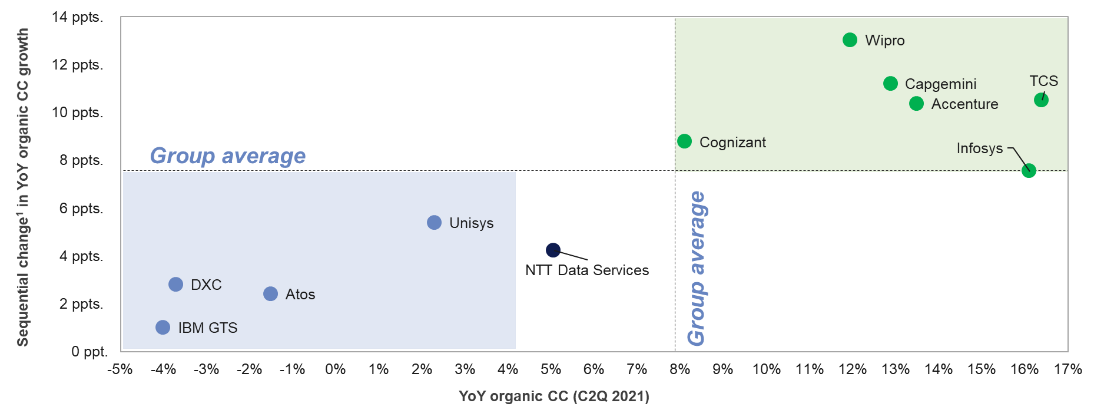 Sequential change¹ in YoY organic CC growth
14 ppts.
12 ppts.
10 ppts.
8 ppts.
6 ppts.
4 ppts.
2 ppts.
0 ppt.
Wipro
Capgemini
TCS
Accenture
Cognizant
Infosys
Group average
Group average
Unisys
NTT Data Services
DXC
Atos
IBM GTS
-5% -4% -3% -2% -1% 0% 1% 2% 3% 4% 5% 6% 7% 8% 9% 10% 11% 12% 13% 14% 15% 16% 17%
YoY organic CC (C2Q 2021)